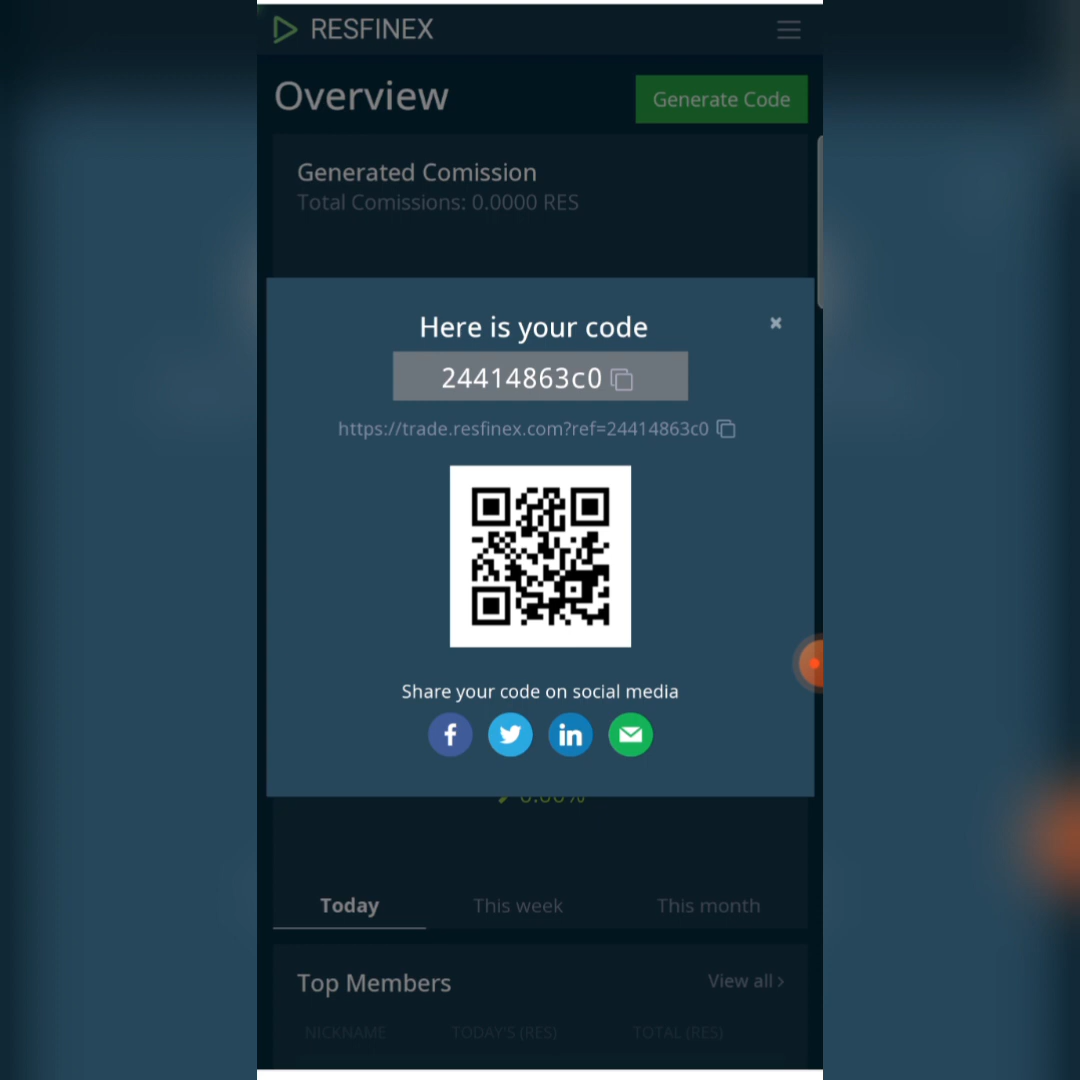 RESFINEX
Overview
Generate Code
Generated Comission
Total Comissions: 0.0000 RES
Here is your code
24414863c0
https://trade.resfinex.com?ref=24414863c0
Share your code on social media
Today
This week
This month
Top Members
View all
NICKNAME
TODAY'S (RES)
TOTAL (RES)